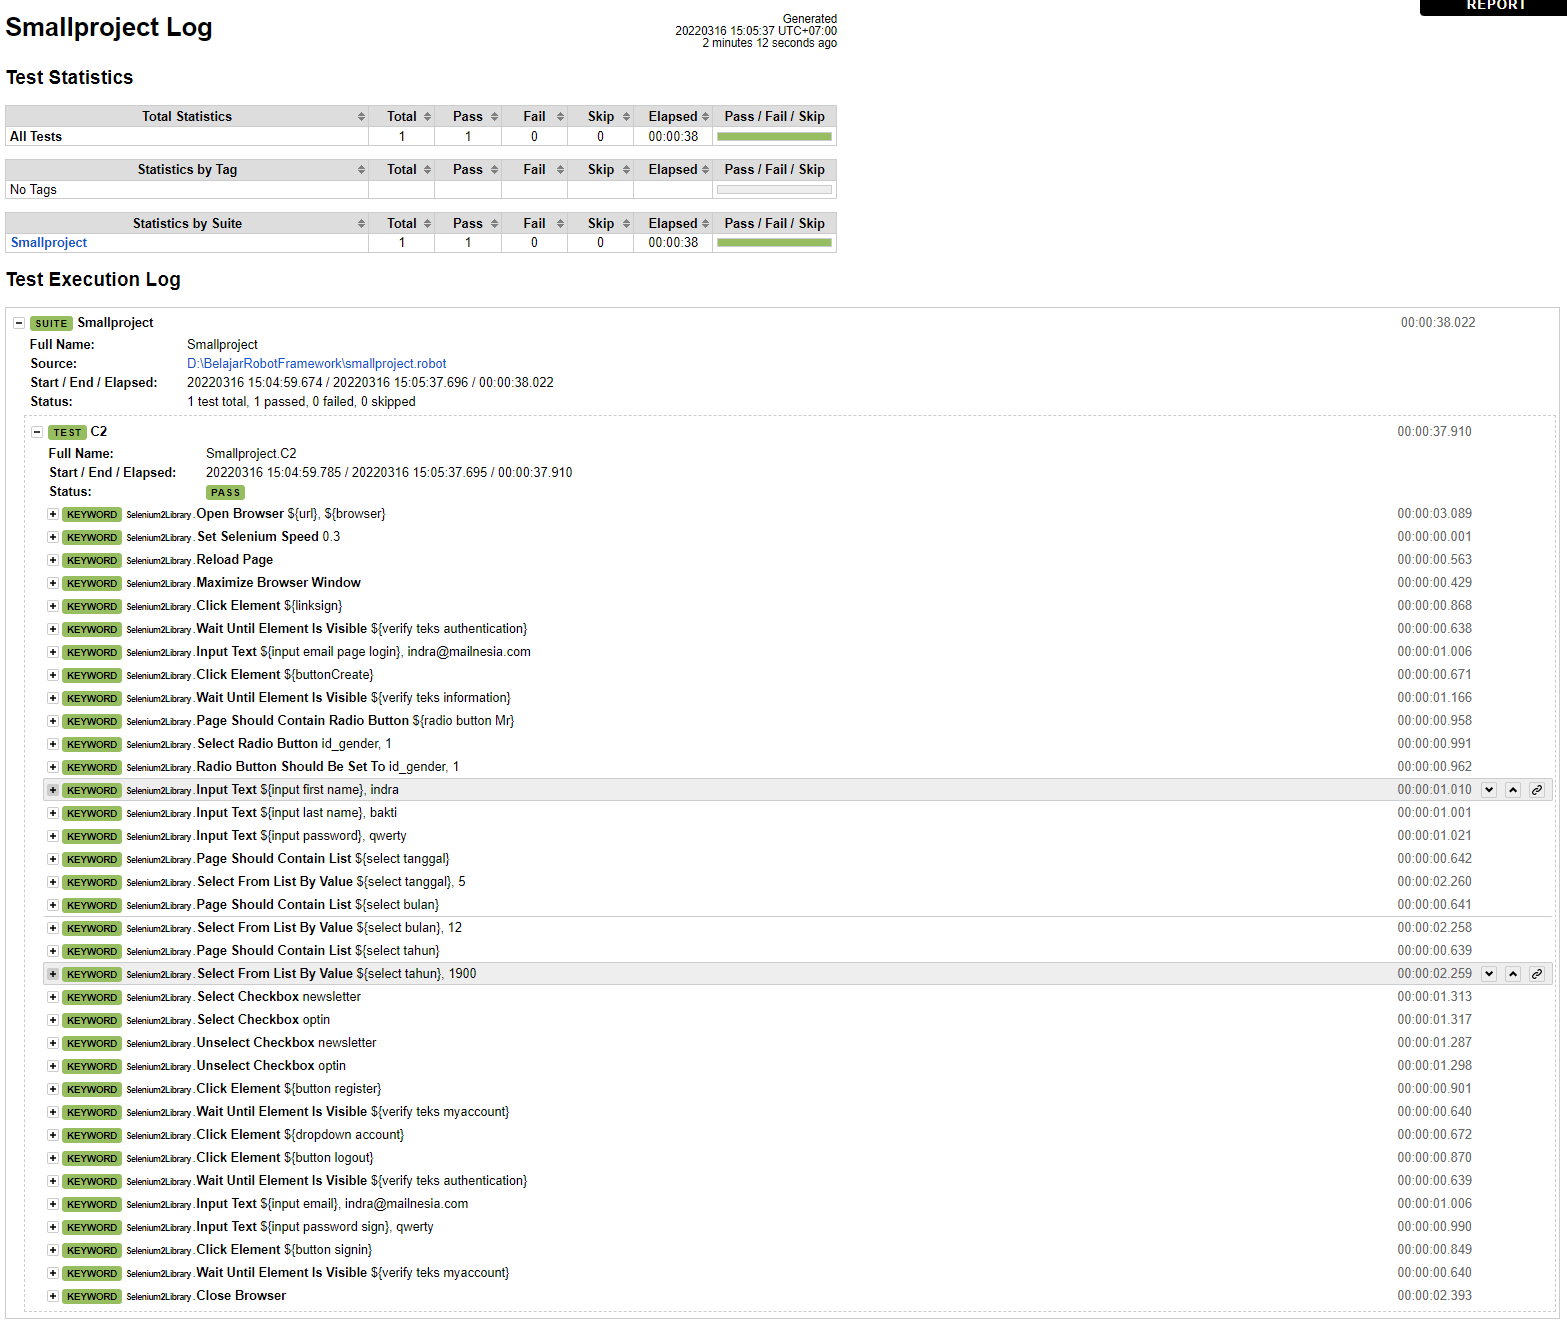 REPORT
Smallproject Log
Generated
20220316 15:05:37 UTC+07:00
2 minutes 12 seconds ago
Test Statistics
Total Statistics Total Pass Fail Skip Elapsed Pass / Fail / Skip
All Tests 1 1 0 0 00:00:38
Statistics by Tag Total Pass Fail Skip Elapsed Pass / Fail / Skip
No Tags
Statistics by Suite Total Pass Fail Skip Elapsed Pass / Fail / Skip
Smallproject 1 1 0 0 00:00:38
Test Execution Log
SUITE Smallproject 00:00:38.022
Full Name: Smallproject
Source: D:\BelajarRobotFramework\smallproject.robot
Start / End / Elapsed: 20220316 15:04:59.674 / 20220316 15:05:37.696 / 00:00:38.022
Status: 1 test total, 1 passed, 0 failed, 0 skipped
TEST C2 00:00:37.910
Full Name: Smallproject.C2
Start / End / Elapsed: 20220316 15:04:59.785 / 20220316 15:05:37.695 / 00:00:37.910
Status: PASS
KEYWORD Selenium2Library.Open Browser ${url}, ${browser} 00:00:03.089
KEYWORD Selenium2Library.Set Selenium Speed 0.3 00:00:00.001
KEYWORD Selenium2Library.Reload Page 00:00:00.563
KEYWORD Selenium2Library.Maximize Browser Window 00:00:00.429
KEYWORD Selenium2Library.Click Element ${linksign} 00:00:00.868
KEYWORD Selenium2Library.Wait Until Element Is Visible ${verify teks authentication} 00:00:00.638
KEYWORD Selenium2Library.Input Text ${input email page login}, indra@mailnesia.com 00:00:01.006
KEYWORD Selenium2Library.Click Element ${buttonCreate} 00:00:00.671
KEYWORD Selenium2Library.Wait Until Element Is Visible ${verify teks information} 00:00:01.166
KEYWORD Selenium2Library.Page Should Contain Radio Button ${radio button Mr} 00:00:00.958
KEYWORD Selenium2Library.Select Radio Button id_gender, 1 00:00:00.991
KEYWORD Selenium2Library.Radio Button Should Be Set To id_gender, 1 00:00:00.962
KEYWORD Selenium2Library.Input Text ${input first name}, indra 00:00:01.010
KEYWORD Selenium2Library.Input Text ${input last name}, bakti 00:00:01.001
KEYWORD Selenium2Library.Input Text ${input password}, qwerty 00:00:01.021
KEYWORD Selenium2Library.Page Should Contain List ${select tanggal} 00:00:00.642
KEYWORD Selenium2Library.Select From List By Value ${select tanggal}, 5 00:00:02.260
KEYWORD Selenium2Library.Page Should Contain List ${select bulan} 00:00:00.641
KEYWORD Selenium2Library.Select From List By Value ${select bulan}, 12 00:00:02.258
KEYWORD Selenium2Library.Page Should Contain List ${select tahun} 00:00:00.639
KEYWORD Selenium2Library.Select From List By Value ${select tahun}, 1900 00:00:02.259
KEYWORD Selenium2Library.Select Checkbox newsletter 00:00:01.313
KEYWORD Selenium2Library.Select Checkbox optin 00:00:01.317
KEYWORD Selenium2Library.Unselect Checkbox newsletter 00:00:01.287
KEYWORD Selenium2Library.Unselect Checkbox optin 00:00:01.298
KEYWORD Selenium2Library.Click Element ${button register} 00:00:00.901
KEYWORD Selenium2Library.Wait Until Element Is Visible ${verify teks myaccount} 00:00:00.640
KEYWORD Selenium2Library.Click Element ${dropdown account} 00:00:00.672
KEYWORD Selenium2Library.Click Element ${button logout} 00:00:00.870
KEYWORD Selenium2Library.Wait Until Element Is Visible ${verify teks authentication} 00:00:00.639
KEYWORD Selenium2Library.Input Text ${input email}, indra@mailnesia.com 00:00:01.006
KEYWORD Selenium2Library.Input Text ${input password sign}, qwerty 00:00:00.990
KEYWORD Selenium2Library.Click Element ${button signin} 00:00:00.849
KEYWORD Selenium2Library.Wait Until Element Is Visible ${verify teks myaccount} 00:00:00.640
KEYWORD Selenium2Library.Close Browser 00:00:02.393